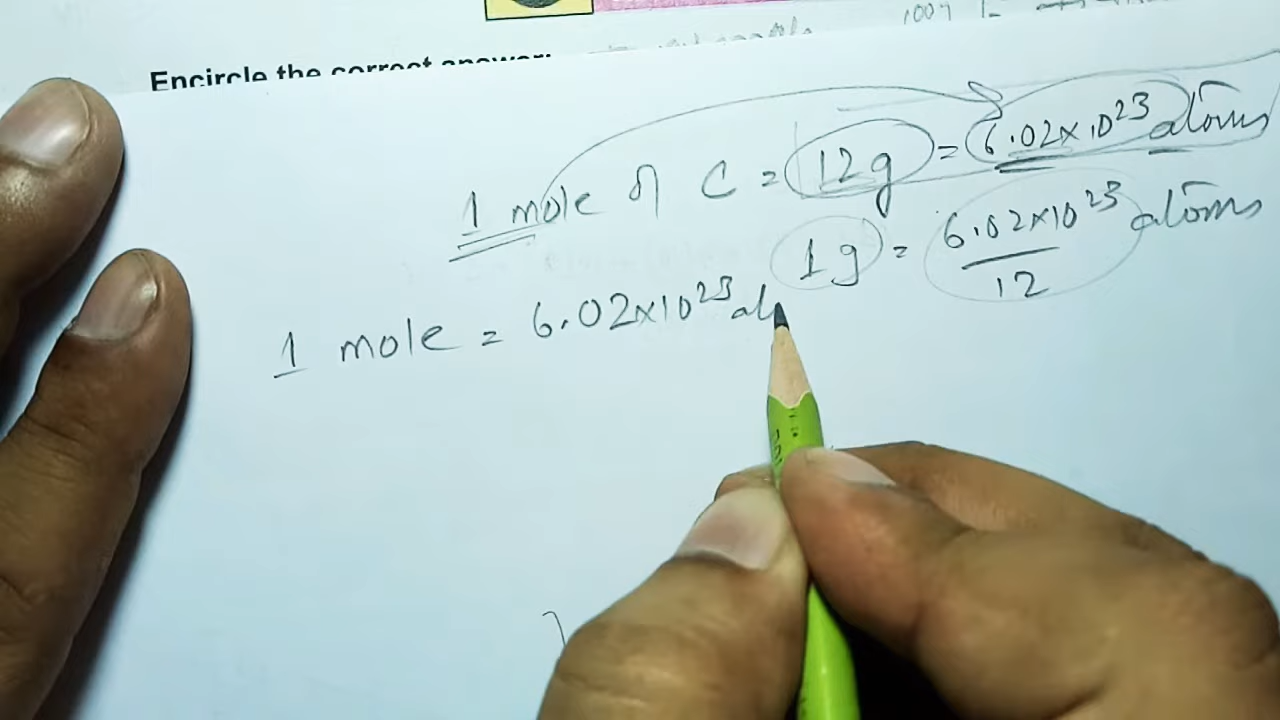 100g
Encircle the correct answer:
1 mole of C = 12g = 6.02×10²³ atoms
1g = 6.02×10²³/12 atoms
1 mole = 6.02×10²³ at